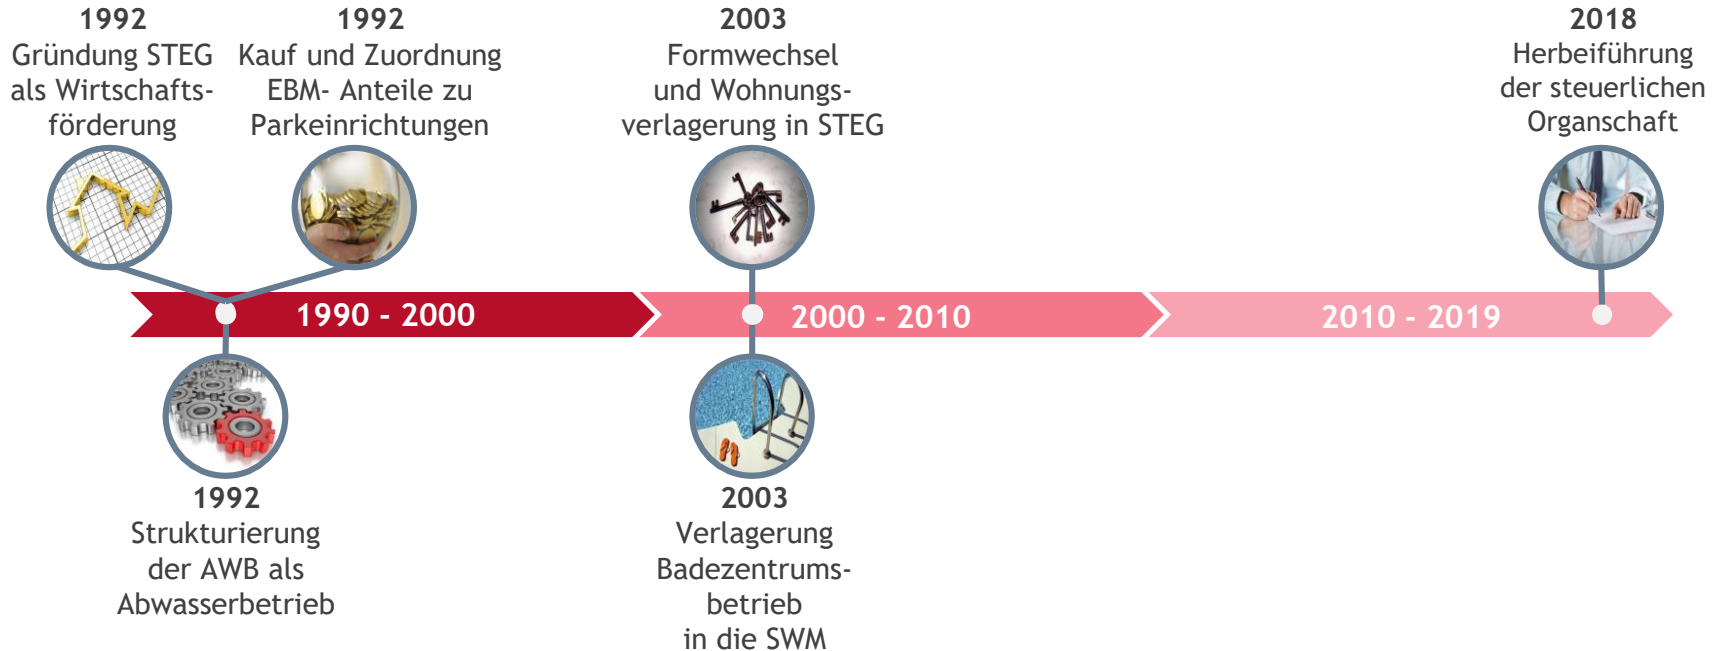 1992
Gründung STEG
als Wirtschafts-
förderung
1992
Kauf und Zuordnung
EBM- Anteile zu
Parkeinrichtungen
2003
Formwechsel
und Wohnungs-
verlagerung in STEG
2018
Herbeiführung
der steuerlichen
Organschaft
1990 - 2000
2000 - 2010
2010 - 2019
1992
Strukturierung
der AWB als
Abwasserbetrieb
2003
Verlagerung
Badezentrums-
betrieb
in die SWM